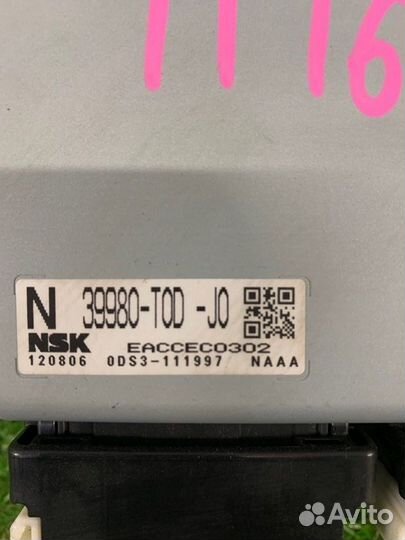 1116
N 39980-T0D -J0
NSK EACCEC0302
120806 0DS3-111997 NAAA
Avito